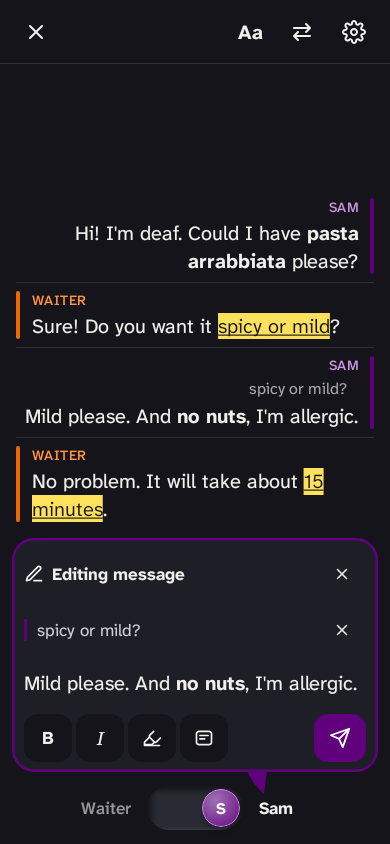 Aa
SAM
Hi! I'm deaf. Could I have pasta
arrabbiata please?
WAITER
Sure! Do you want it spicy or mild?
SAM
spicy or mild?
Mild please. And no nuts, I'm allergic.
WAITER
No problem. It will take about 15
minutes.
Editing message
spicy or mild?
Mild please. And no nuts, I'm allergic.
B I
Waiter S Sam